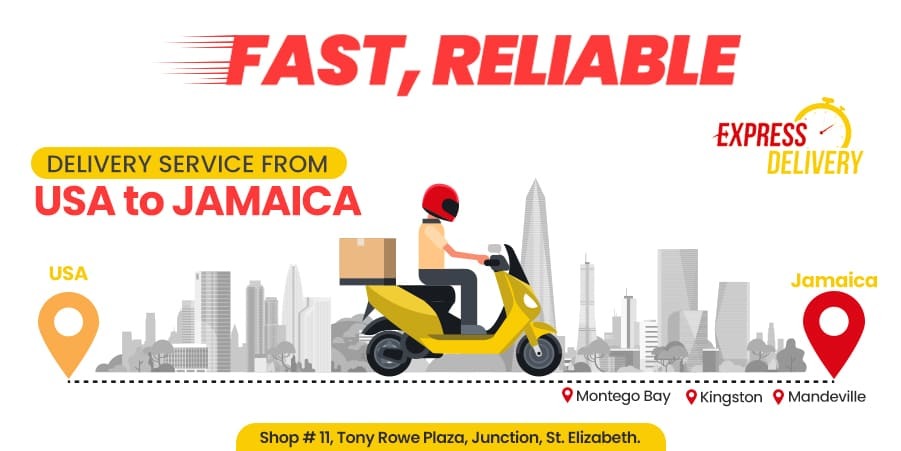 FAST, RELIABLE
EXPRESS
DELIVERY
DELIVERY SERVICE FROM
USA to JAMAICA
USA
Jamaica
Montego Bay
Kingston
Mandeville
Shop # 11, Tony Rowe Plaza, Junction, St. Elizabeth.